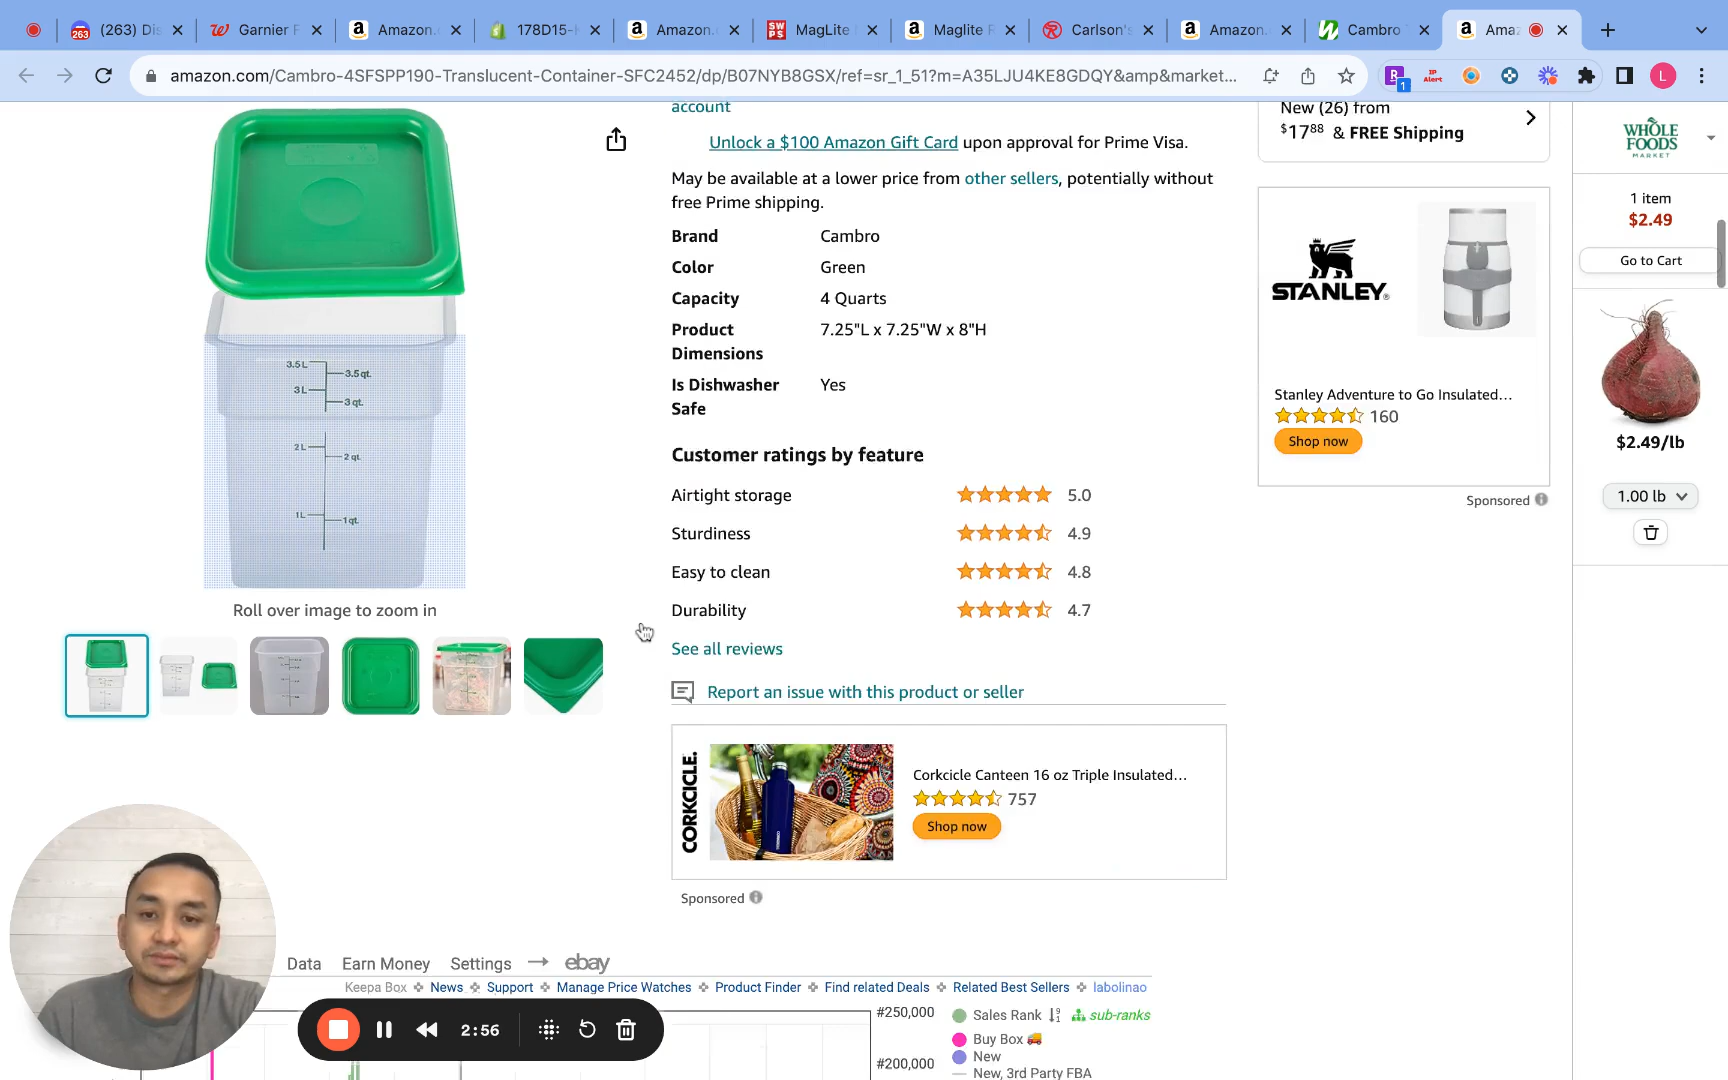 (263) Dis
Garnier F
Amazon.c
178D15-H
Amazon.c
MagLite
Maglite R
Carlson's
Amazon.c
Cambro
Amaz
amazon.com/Cambro-4SFSPP190-Translucent-Container-SFC2452/dp/B07NYB8GSX/ref=sr_1_51?m=A35LJU4KE8GDQY&amp&market...
1
IP Alert
L
account
Unlock a $100 Amazon Gift Card upon approval for Prime Visa.
May be available at a lower price from other sellers, potentially without
free Prime shipping.
Brand Cambro
Color Green
Capacity 4 Quarts
Product Dimensions 7.25"L x 7.25"W x 8"H
Is Dishwasher Safe Yes
Customer ratings by feature
Airtight storage 5.0
Sturdiness 4.9
Easy to clean 4.8
Durability 4.7
See all reviews
Report an issue with this product or seller
CORKCICLE.
Corkcicle Canteen 16 oz Triple Insulated...
757
Shop now
Sponsored
3.5 L
3.5 qt.
3 L
3 qt.
2 L
2 qt.
1 L
1 qt.
Roll over image to zoom in
New (26) from
$17.88 & FREE Shipping
STANLEY
Stanley Adventure to Go Insulated...
160
Shop now
Sponsored
WHOLE
FOODS
MARKET
1 item
$2.49
Go to Cart
$2.49/lb
1.00 lb
Data Earn Money Settings ebay
Keepa Box News Support Manage Price Watches Product Finder Find related Deals Related Best Sellers labolinao
#250,000
#200,000
Sales Rank sub-ranks
Buy Box
New
New, 3rd Party FBA
2:56